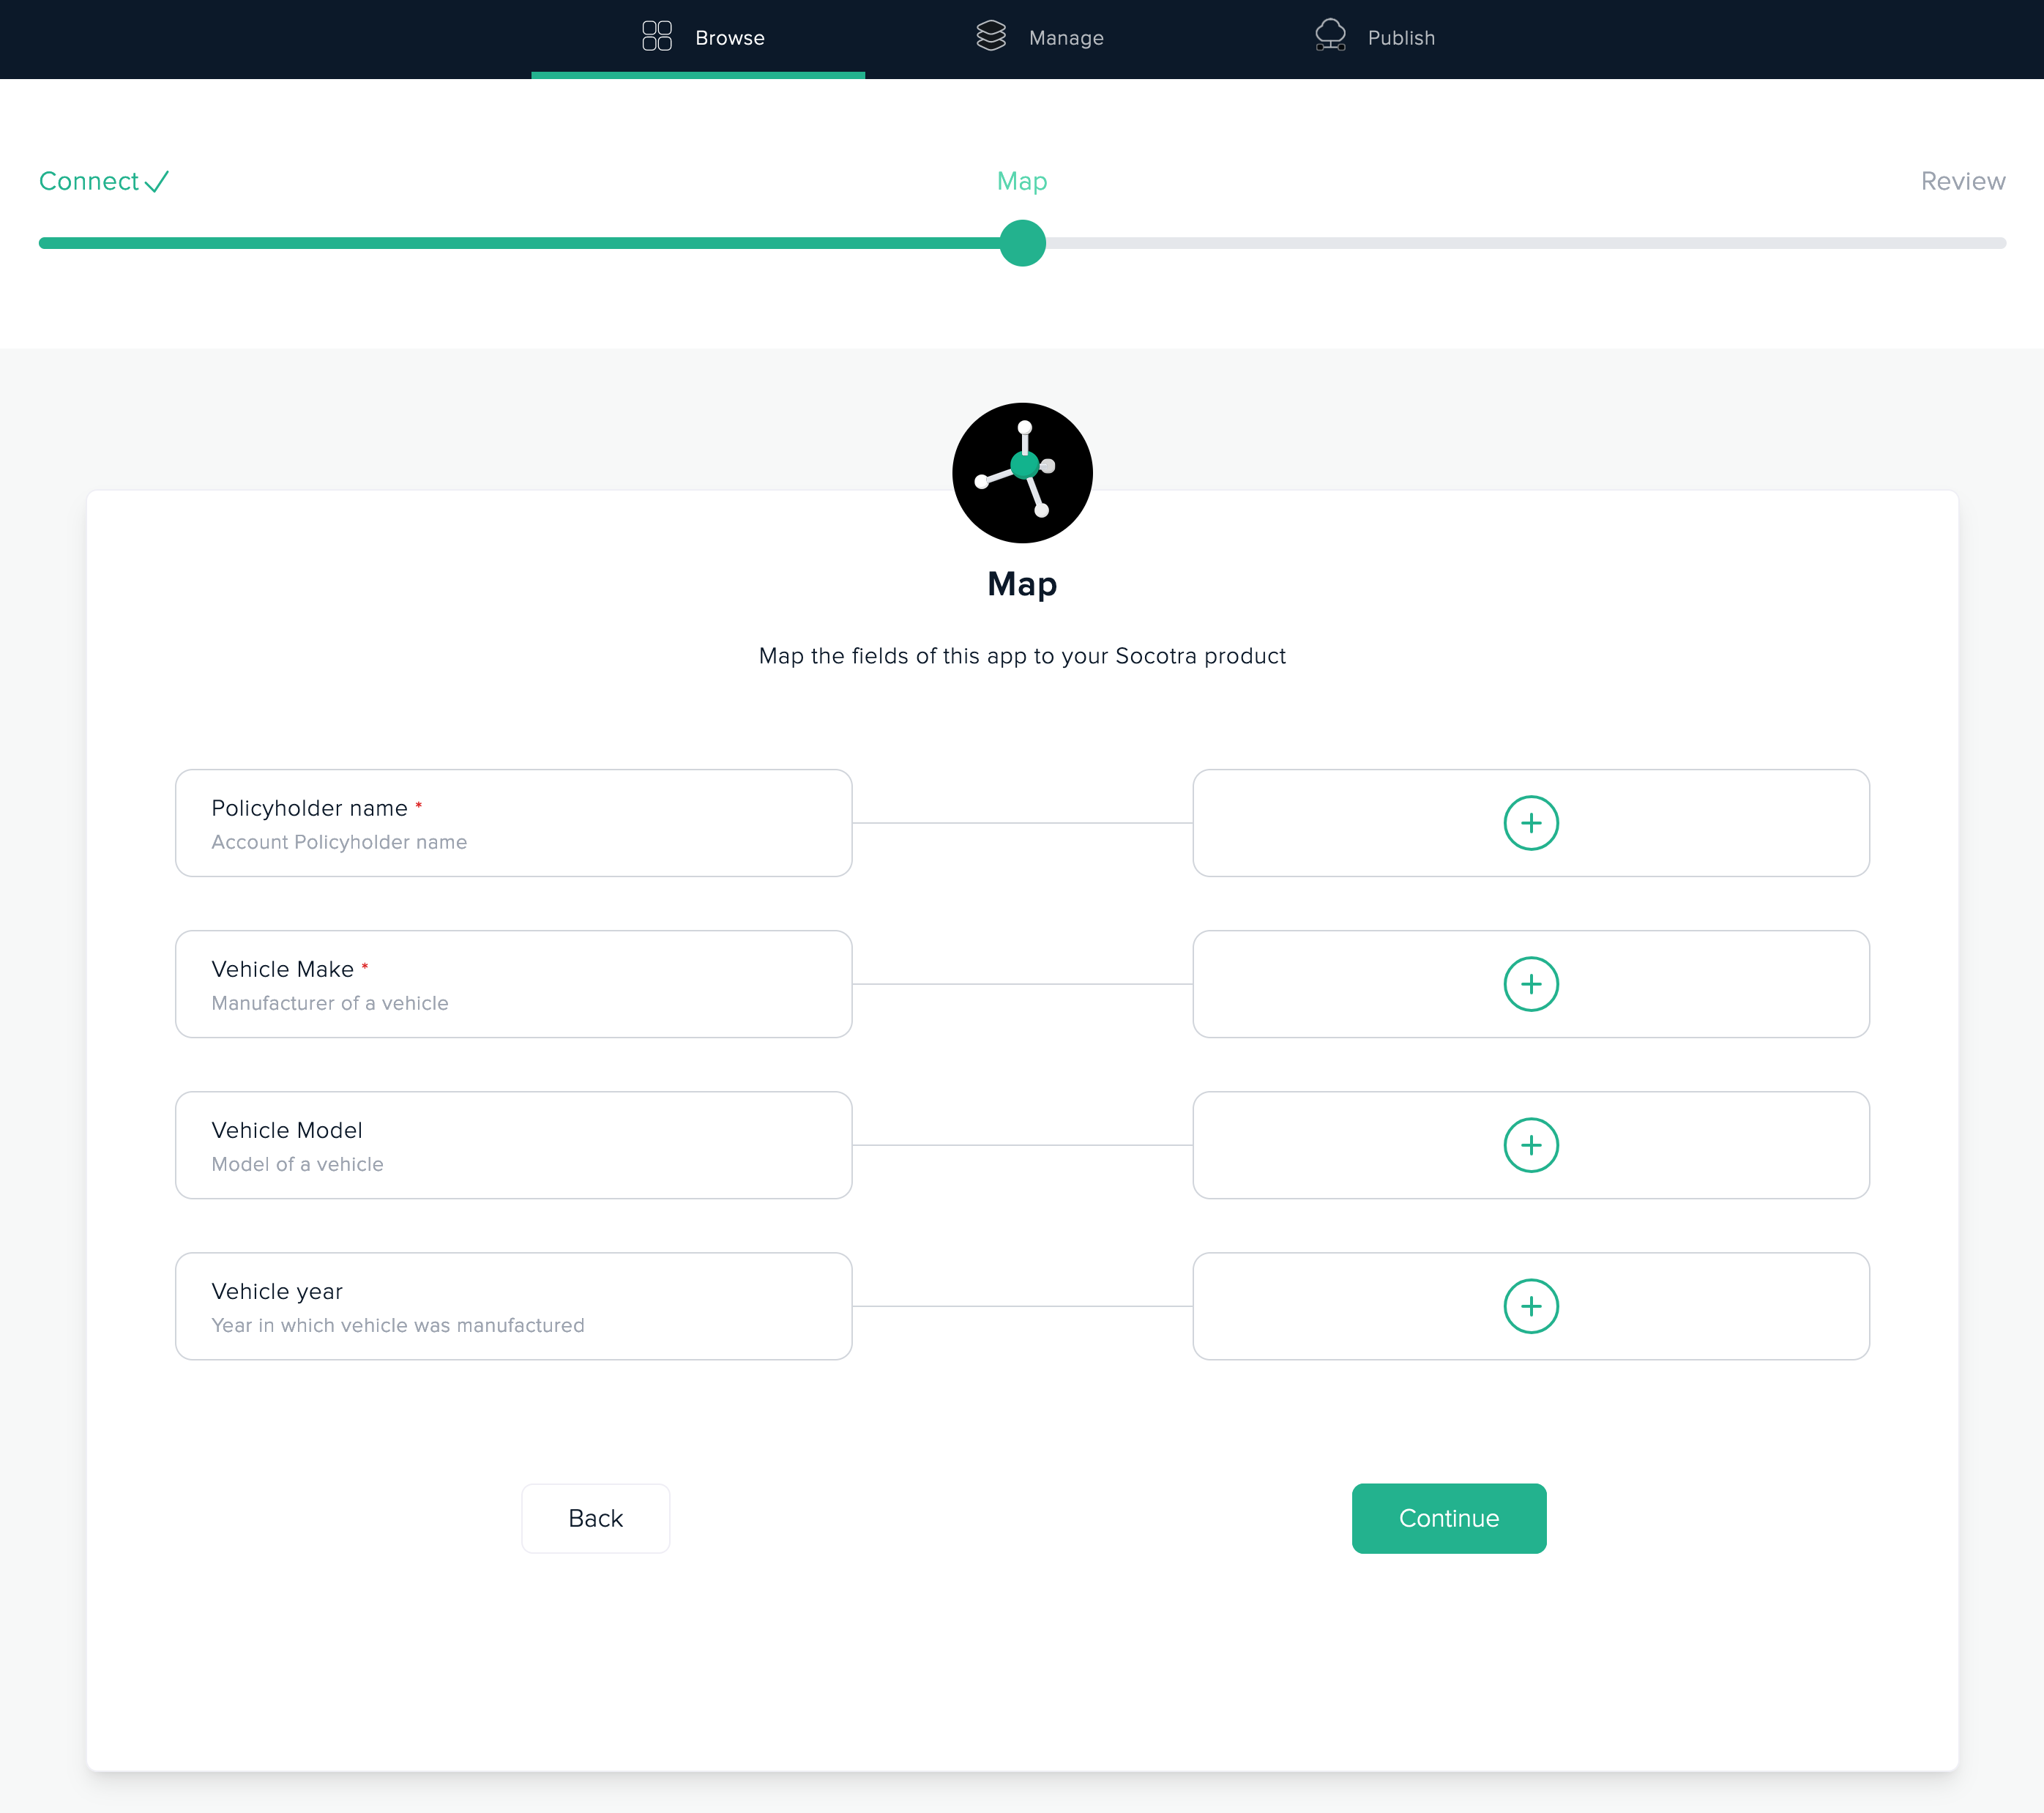 Browse
Manage
Publish
Connect
Map
Review
Map
Map the fields of this app to your Socotra product
Policyholder name *
Account Policyholder name
Vehicle Make *
Manufacturer of a vehicle
Vehicle Model
Model of a vehicle
Vehicle year
Year in which vehicle was manufactured
Back
Continue